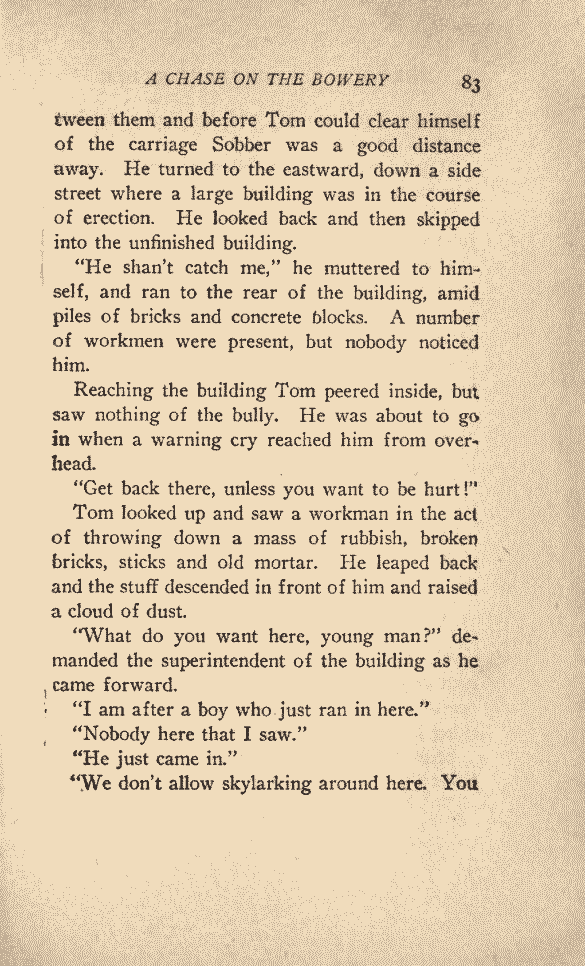 A CHASE ON THE BOWERY 83
tween them and before Tom could clear himself
of the carriage Sobber was a good distance
away. He turned to the eastward, down a side
street where a large building was in the course
of erection. He looked back and then skipped
into the unfinished building.
"He shan't catch me," he muttered to him-
self, and ran to the rear of the building, amid
piles of bricks and concrete blocks. A number
of workmen were present, but nobody noticed
him.
Reaching the building Tom peered inside, but
saw nothing of the bully. He was about to go
in when a warning cry reached him from over-
head.
"Get back there, unless you want to be hurt!"
Tom looked up and saw a workman in the act
of throwing down a mass of rubbish, broken
bricks, sticks and old mortar. He leaped back
and the stuff descended in front of him and raised
a cloud of dust.
"What do you want here, young man?" de-
manded the superintendent of the building as he
came forward.
"I am after a boy who just ran in here."
"Nobody here that I saw."
"He just came in."
"We don't allow skylarking around here. You